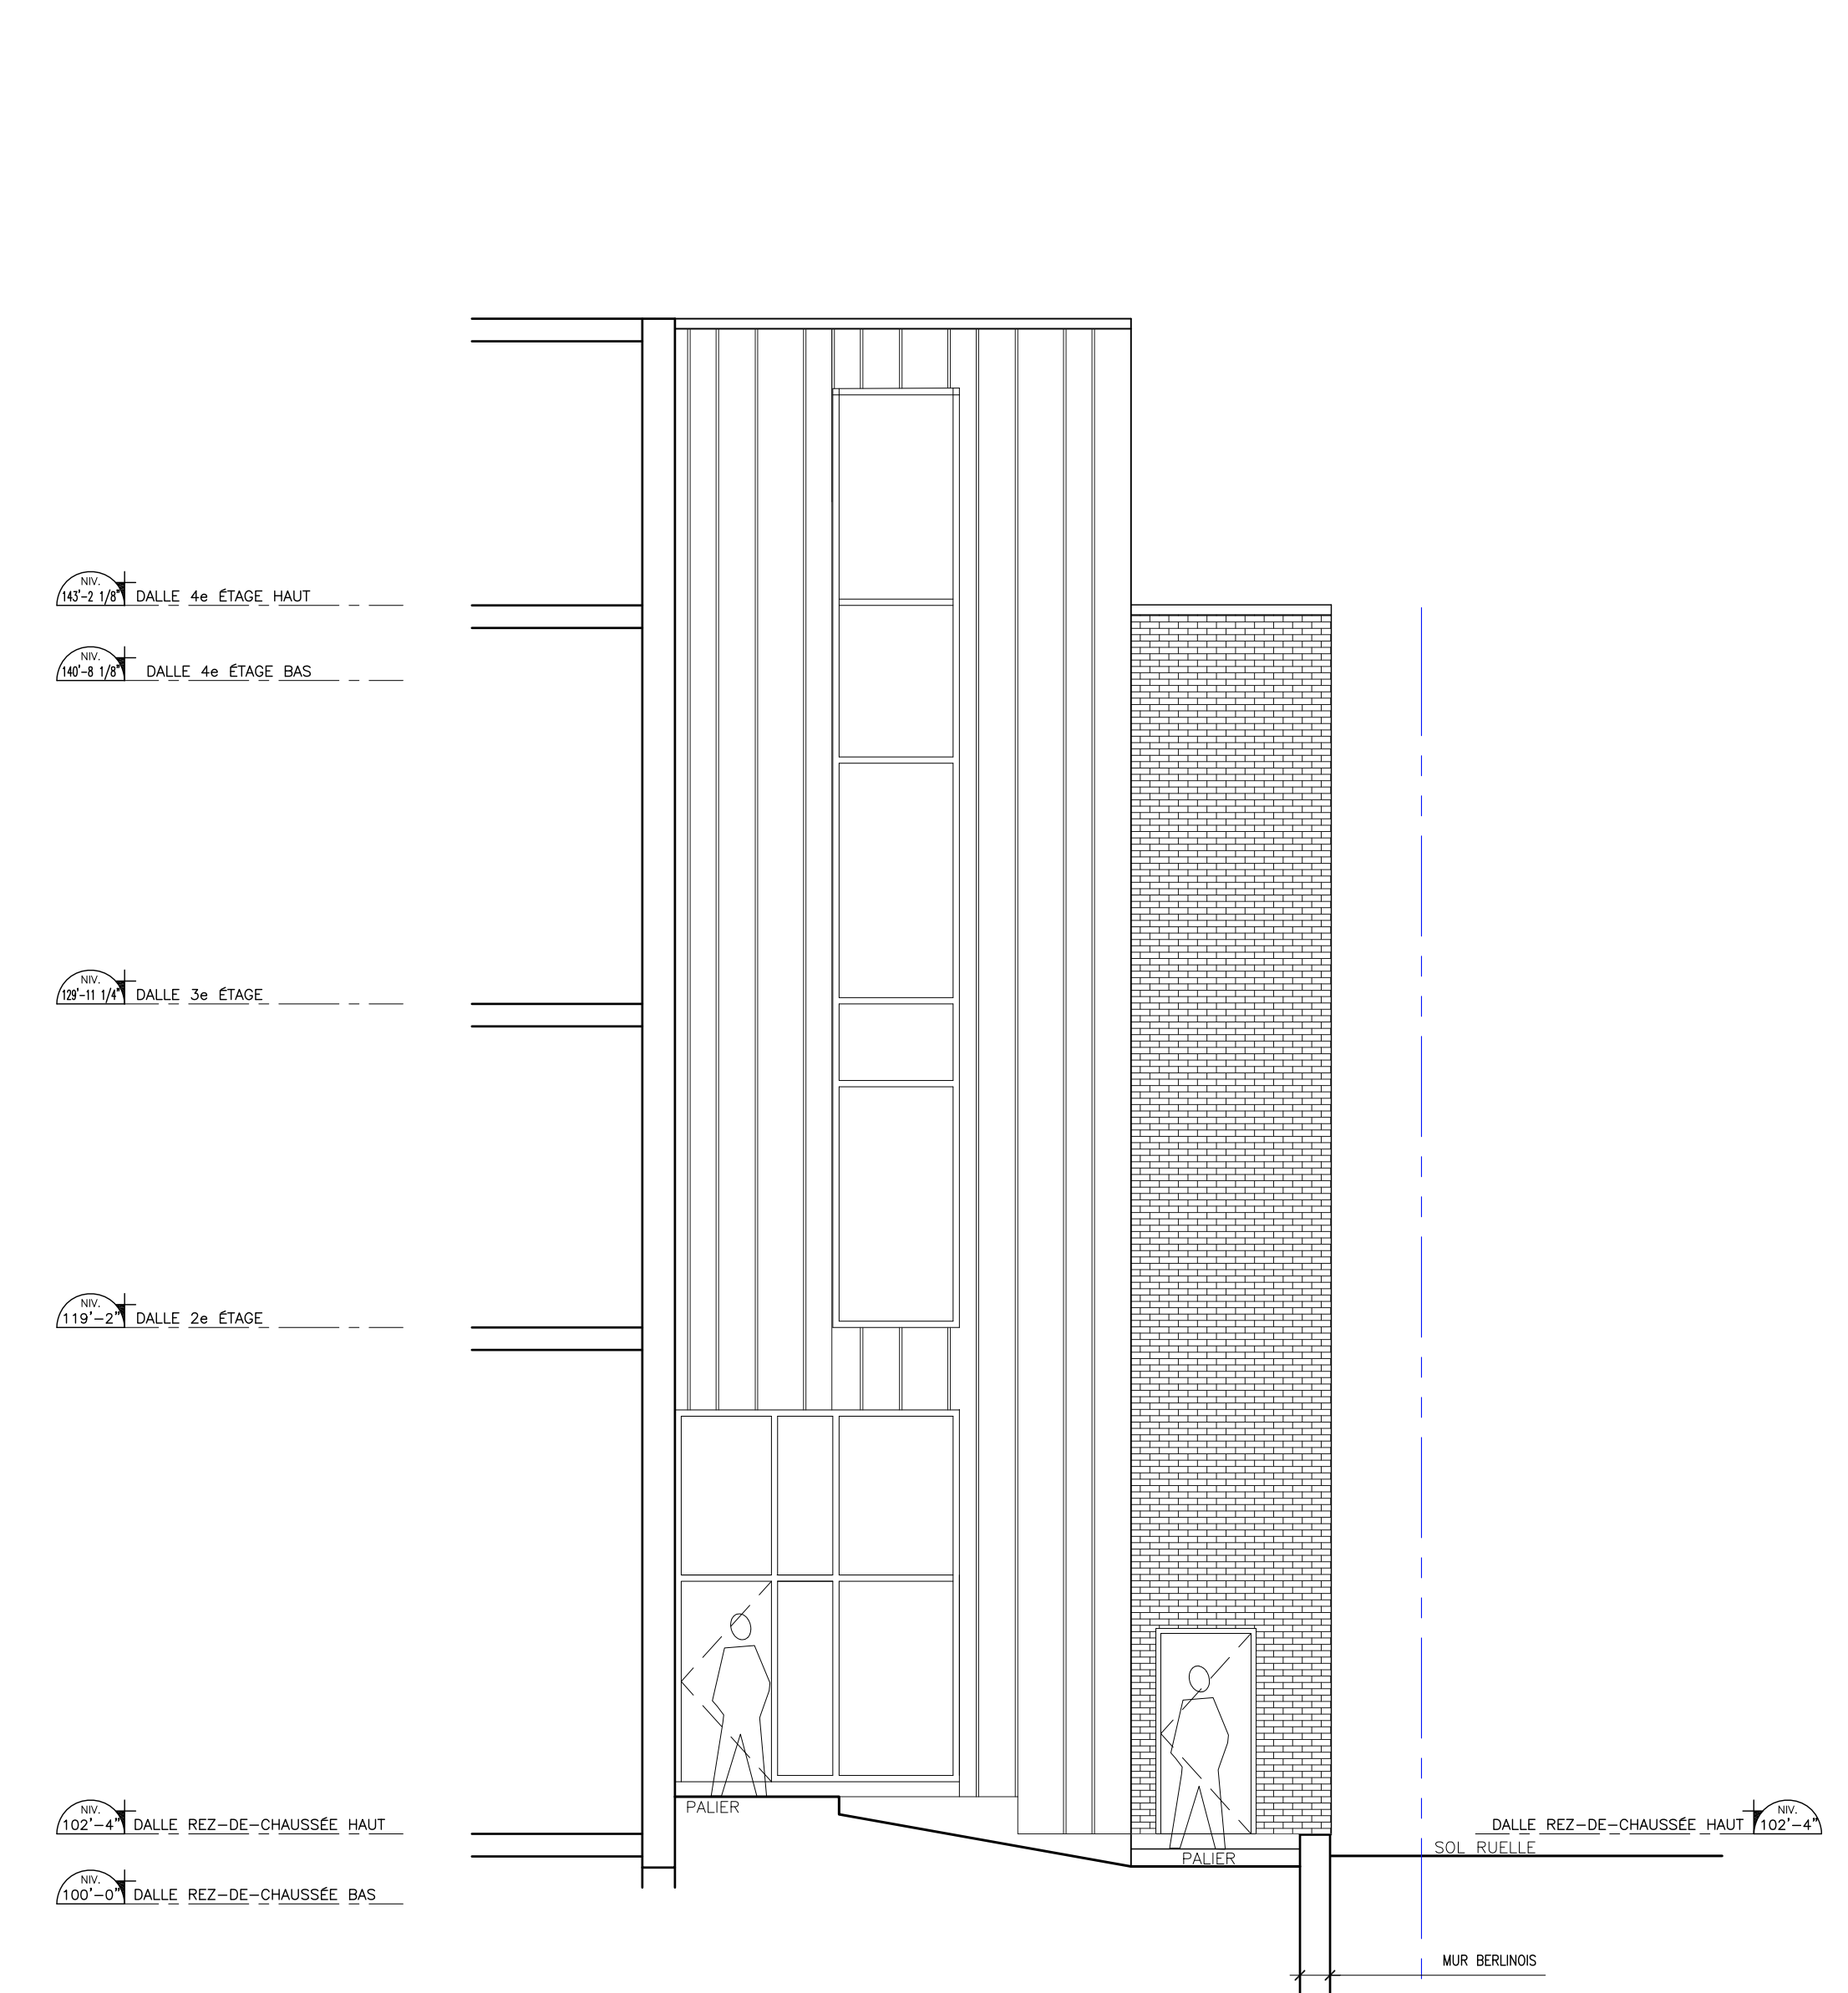 NIV.
143'-2 1/8" DALLE 4e ÉTAGE HAUT
NIV.
140'-8 1/8" DALLE 4e ÉTAGE BAS
NIV.
129'-11 1/4" DALLE 3e ÉTAGE
NIV.
119'-2" DALLE 2e ÉTAGE
PALIER
NIV.
102'-4" DALLE REZ-DE-CHAUSSÉE HAUT
NIV.
DALLE REZ-DE-CHAUSSÉE HAUT 102'-4"
SOL RUELLE
PALIER
NIV.
100'-0" DALLE REZ-DE-CHAUSSÉE BAS
MUR BERLINOIS